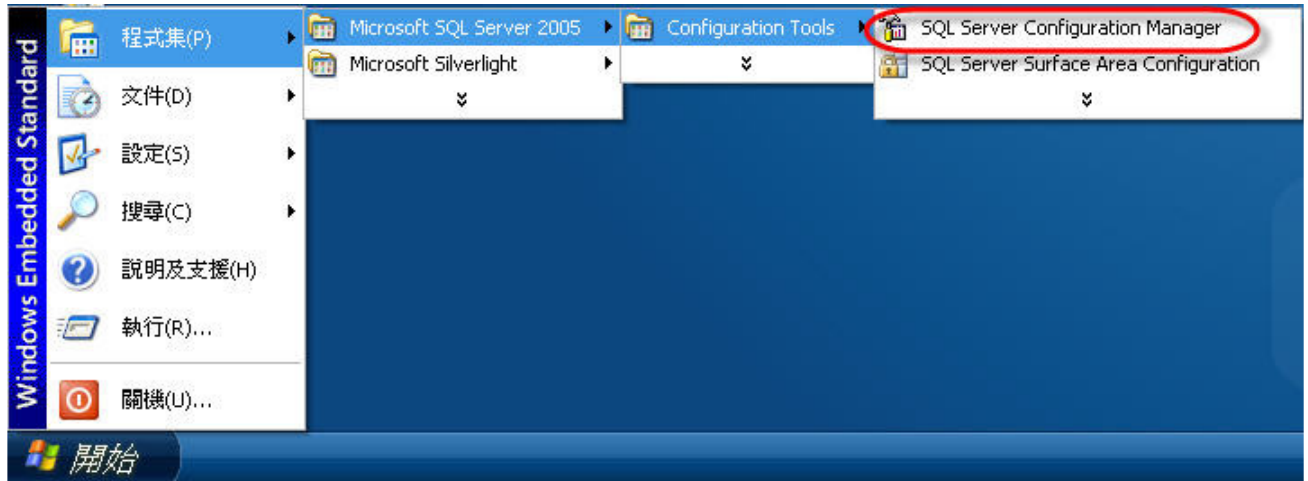 程式集(P)
Microsoft SQL Server 2005
Configuration Tools
SQL Server Configuration Manager
Microsoft Silverlight
SQL Server Surface Area Configuration
文件(D)
設定(S)
搜尋(C)
說明及支援(H)
執行(R)...
關機(U)...
Windows Embedded Standard
開始